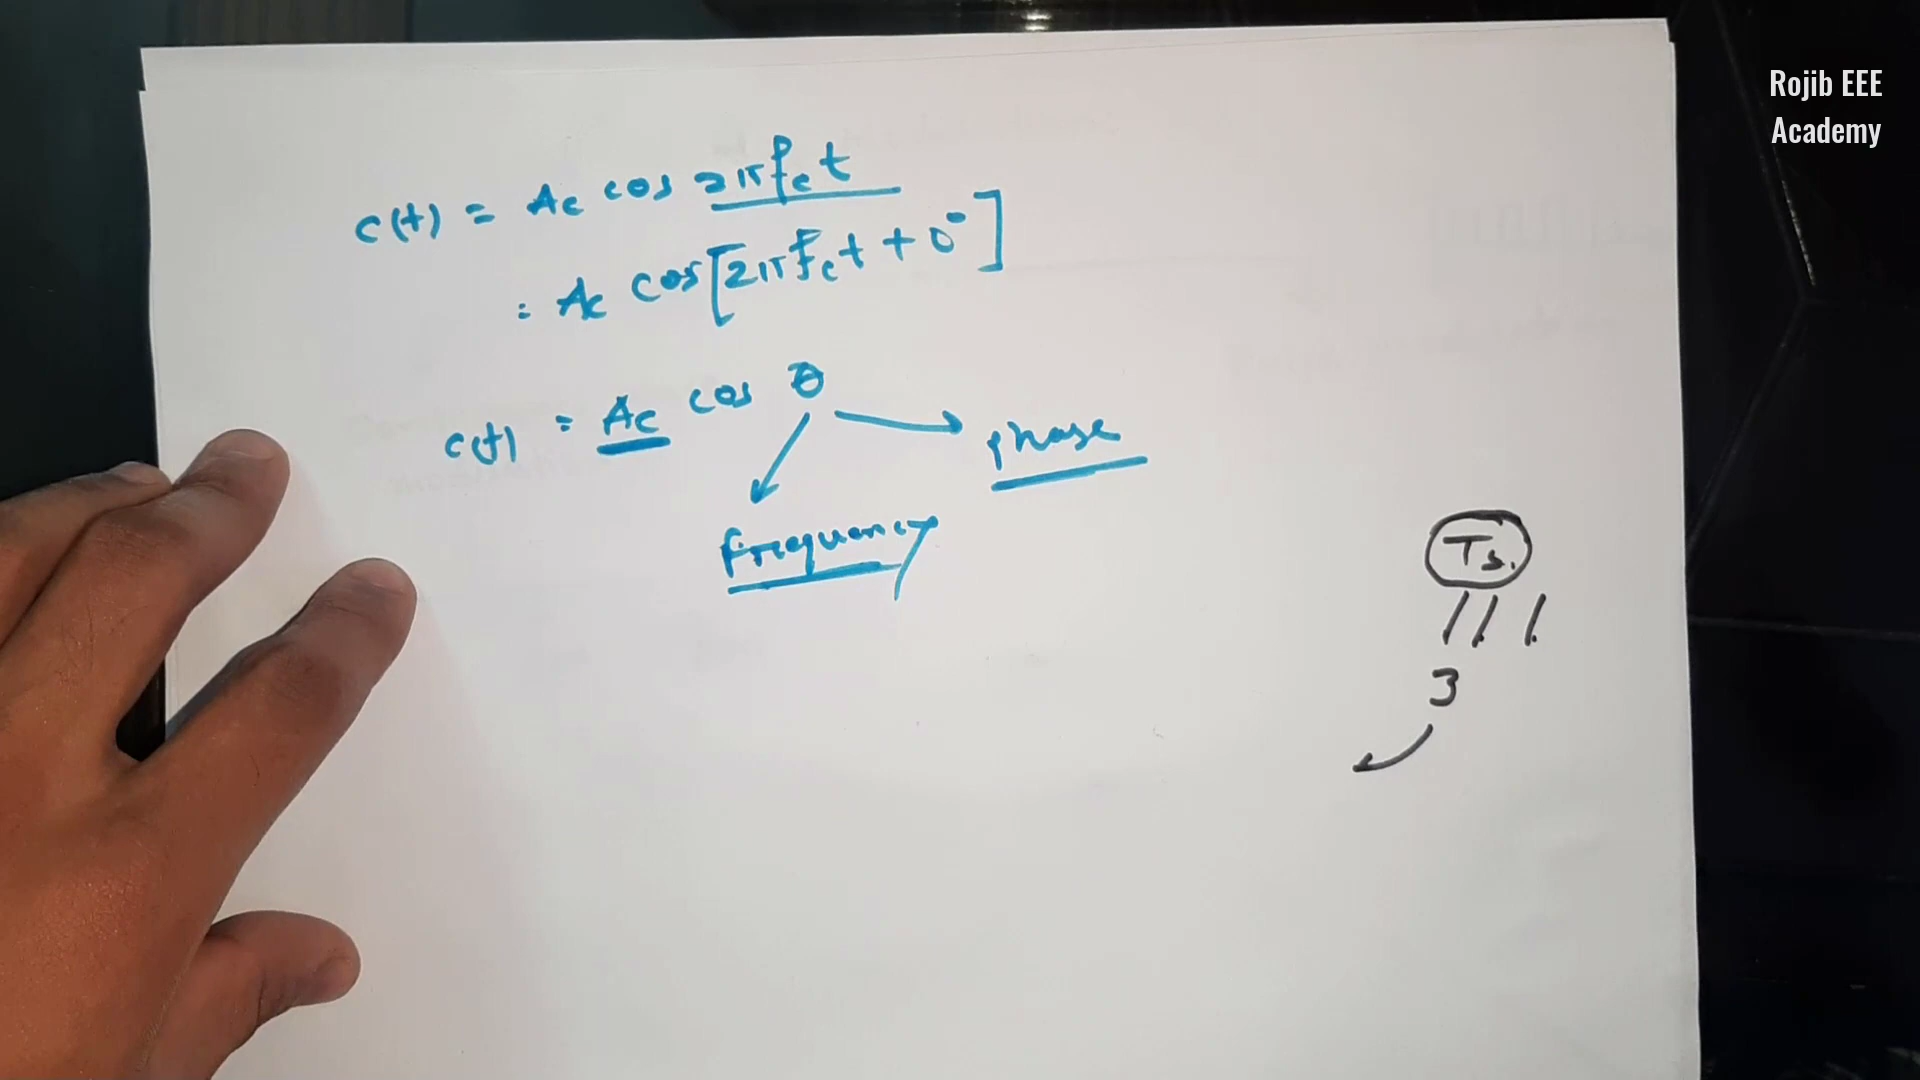 c(t) = Ac cos 2πfct
= Ac cos[2πfct + 0°]
c(t) = Ac cos θ
phase
frequency
Ts.
3
Rojib EEE
Academy